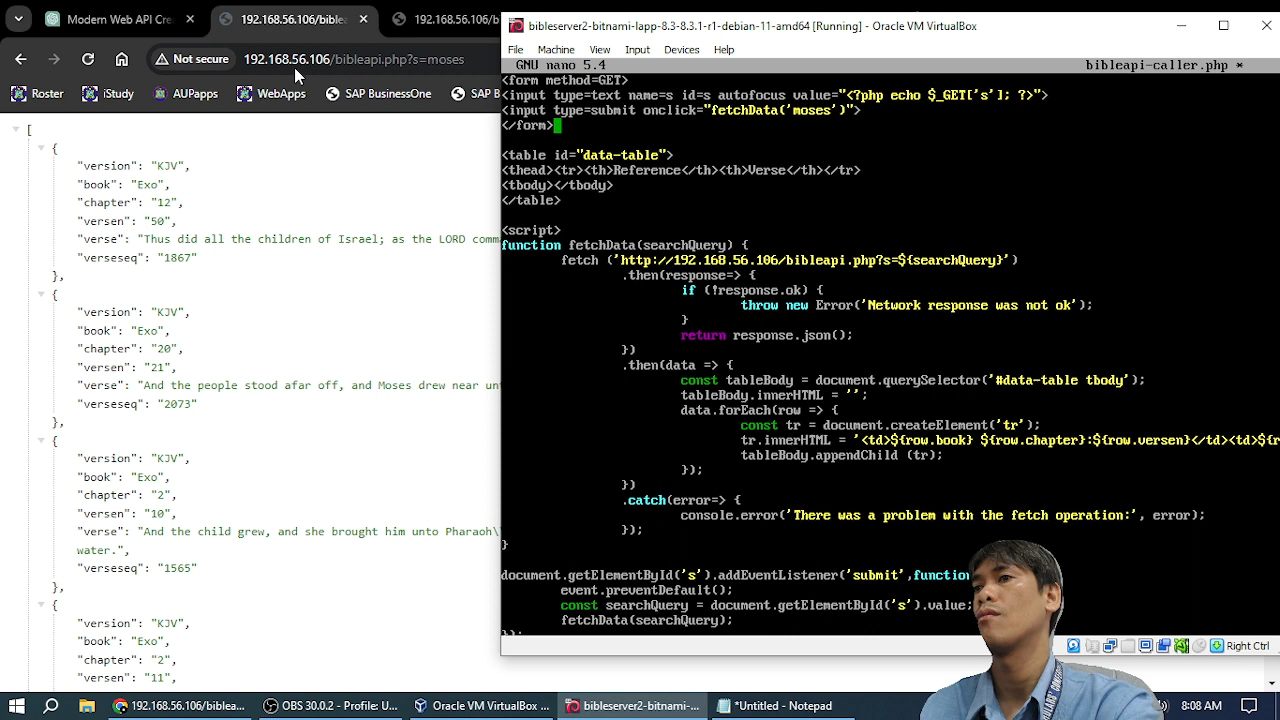 Modern Web API Cre
192.168.56.106/bible
192.168.56.106/b
Not secure
192.168.56.106/bibleapi.php?s=moses
Roster
iStore
iLapps
SAP BusinessOne
SAP B
[
{
"version": "KJV",
"book": "Exo",
"chapter": "12",
"versen": "50",
"verse": "Thus did all the children of Israel; as the LORD comm
"verseseq": "1867"
},
{
"version": "KJV",
"book": "Exo",
"chapter": "20",
"versen": "21",
"verse": "And the people stood afar off, and Moses drew near unt
"verseseq": "2073"
},
{
"version": "KJV",
"book": "Exo",
"chapter": "2",
"versen": "10",
"verse": "And the child grew, and she brought him unto Pharaoh\
water.",
"verseseq": "1565"
},
{
"version": "KJV",
"book": "Exo",
"chapter": "2",
"versen": "11",
bibleserver2-bitnami-lapp-8.3-8.3.1-r1-debian-11-amd64 [Running] - Oracle VM VirtualBox
File Machine View Input Devices Help
GNU nano 5.4 bibleapi-caller.php *
<form method=GET>
<input type=text name=s id=s autofocus value="<?php echo $_GET['s']; ?>">
<input type=submit onclick="fetchData('moses')">
</form>
<table id="data-table">
<thead><tr><th>Reference</th><th>Verse</th></tr>
<tbody></tbody>
</table>
<script>
function fetchData(searchQuery) {
fetch ('http://192.168.56.106/bibleapi.php?s=${searchQuery}')
.then(response=> {
if (!response.ok) {
throw new Error('Network response was not ok');
}
return response.json();
})
.then(data => {
const tableBody = document.querySelector('#data-table tbody');
tableBody.innerHTML = '';
data.forEach(row => {
const tr = document.createElement('tr');
tr.innerHTML = '<td>${row.book} ${row.chapter}:${row.versen}</td><td>${r
tableBody.appendChild (tr);
});
})
.catch(error=> {
console.error('There was a problem with the fetch operation:', error);
});
}
document.getElementById('s').addEventListener('submit',function
event.preventDefault();
const searchQuery = document.getElementById('s').value;
fetchData(searchQuery);
});
Right Ctrl
192.168.56.106/biblea...
OBS 30.0.2 - Profile: U...
Oracle VM VirtualBox ...
bibleserver2-bitnami-...
*Untitled - Notepad
8:08 AM